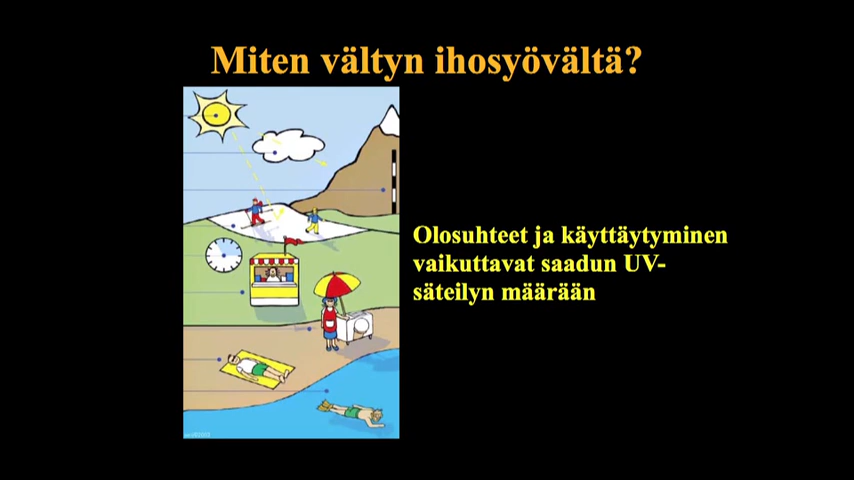 Miten vältyn ihosyövältä?
Olosuhteet ja käyttäytyminen
vaikuttavat saadun UV-
säteilyn määrään